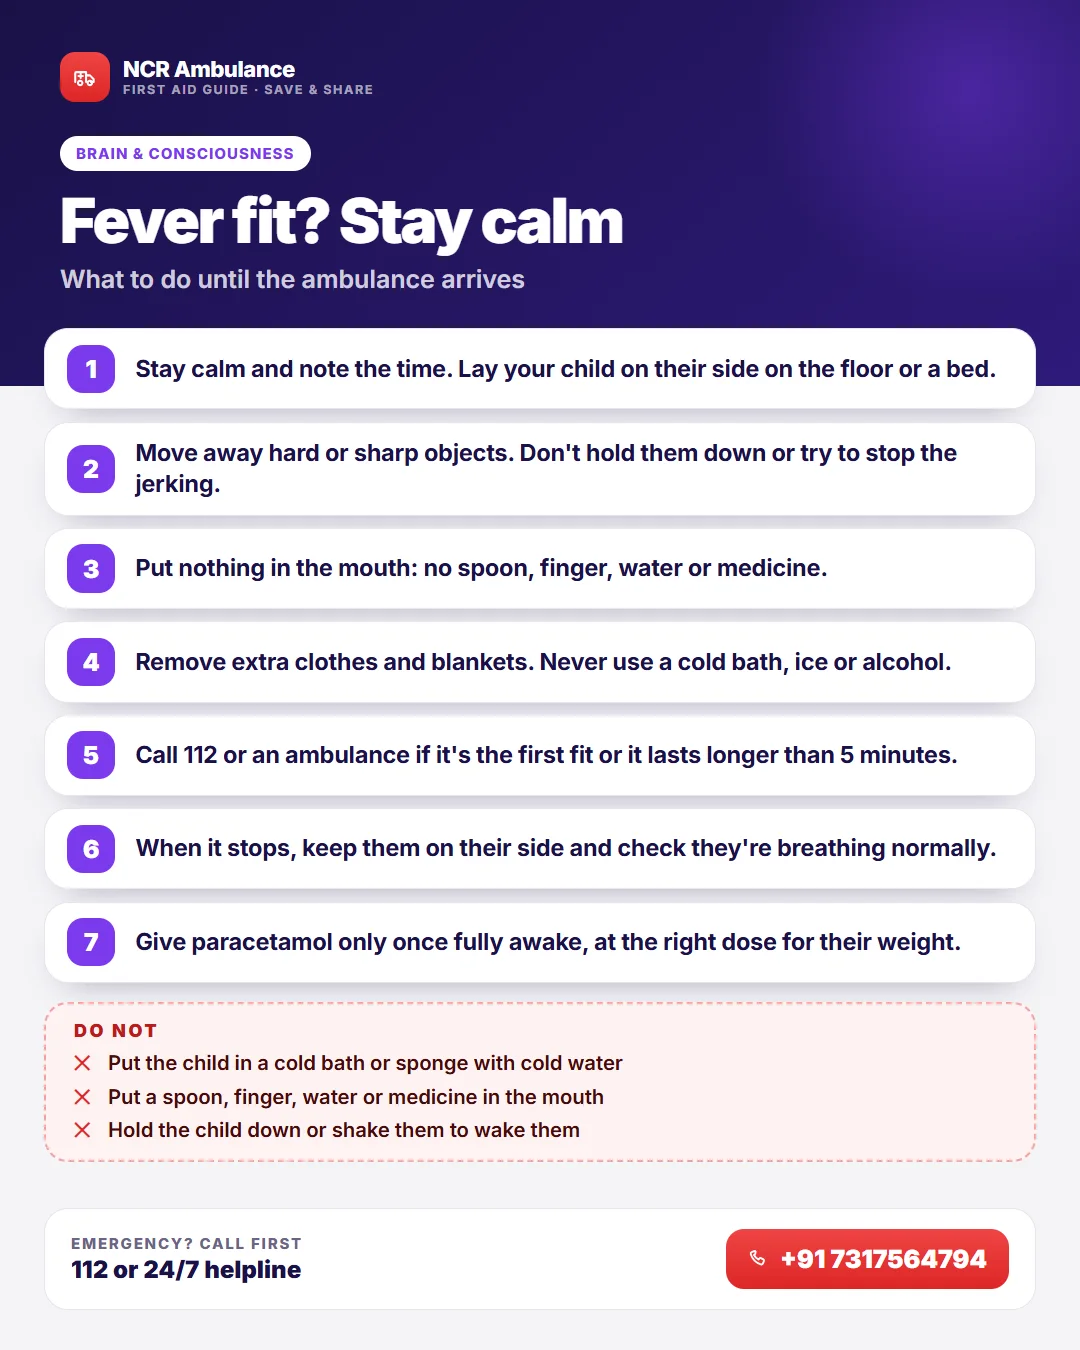 NCR Ambulance
FIRST AID GUIDE · SAVE & SHARE
BRAIN & CONSCIOUSNESS
Fever fit? Stay calm
What to do until the ambulance arrives
1 Stay calm and note the time. Lay your child on their side on the floor or a bed.
2 Move away hard or sharp objects. Don't hold them down or try to stop the
jerking.
3 Put nothing in the mouth: no spoon, finger, water or medicine.
4 Remove extra clothes and blankets. Never use a cold bath, ice or alcohol.
5 Call 112 or an ambulance if it's the first fit or it lasts longer than 5 minutes.
6 When it stops, keep them on their side and check they're breathing normally.
7 Give paracetamol only once fully awake, at the right dose for their weight.
DO NOT
Put the child in a cold bath or sponge with cold water
Put a spoon, finger, water or medicine in the mouth
Hold the child down or shake them to wake them
EMERGENCY? CALL FIRST
112 or 24/7 helpline
+91 7317564794